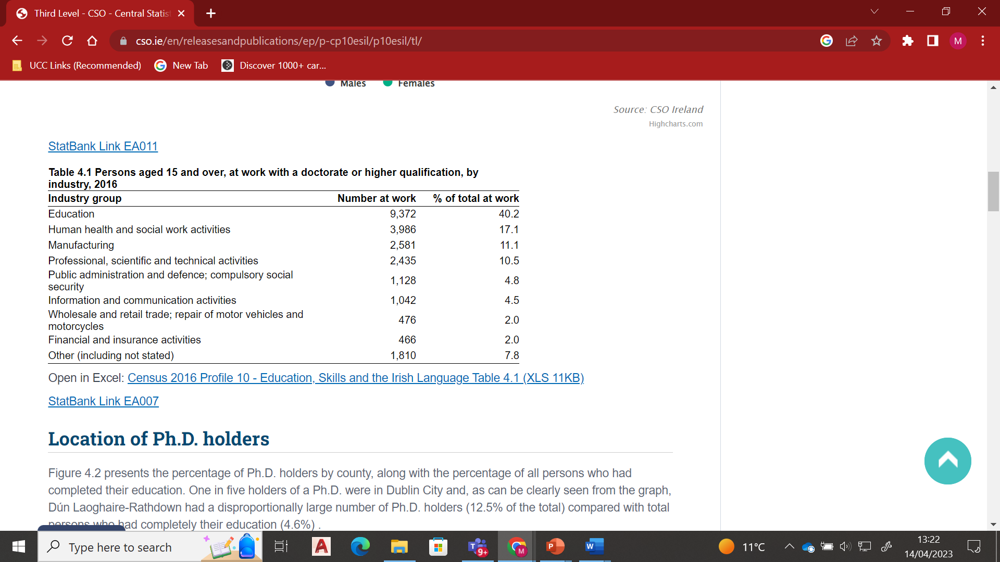 Third Level - CSO - Central Statis
cso.ie/en/releasesandpublications/ep/p-cp10esil/p10esil/tl/
M
UCC Links (Recommended) New Tab Discover 1000+ car...
Males Females
Source: CSO Ireland
Highcharts.com
StatBank Link EA011
Table 4.1 Persons aged 15 and over, at work with a doctorate or higher qualification, by
industry, 2016
Industry group Number at work % of total at work
Education 9,372 40.2
Human health and social work activities 3,986 17.1
Manufacturing 2,581 11.1
Professional, scientific and technical activities 2,435 10.5
Public administration and defence; compulsory social
security 1,128 4.8
Information and communication activities 1,042 4.5
Wholesale and retail trade; repair of motor vehicles and
motorcycles 476 2.0
Financial and insurance activities 466 2.0
Other (including not stated) 1,810 7.8
Open in Excel: Census 2016 Profile 10 - Education, Skills and the Irish Language Table 4.1 (XLS 11KB)
StatBank Link EA007
Location of Ph.D. holders
Figure 4.2 presents the percentage of Ph.D. holders by county, along with the percentage of all persons who had
completed their education. One in five holders of a Ph.D. were in Dublin City and, as can be clearly seen from the graph,
Dún Laoghaire-Rathdown had a disproportionally large number of Ph.D. holders (12.5% of the total) compared with total
persons who had completely their education (4.6%) .
Type here to search
A
T 9+
M
P
W
11°C
13:22
14/04/2023